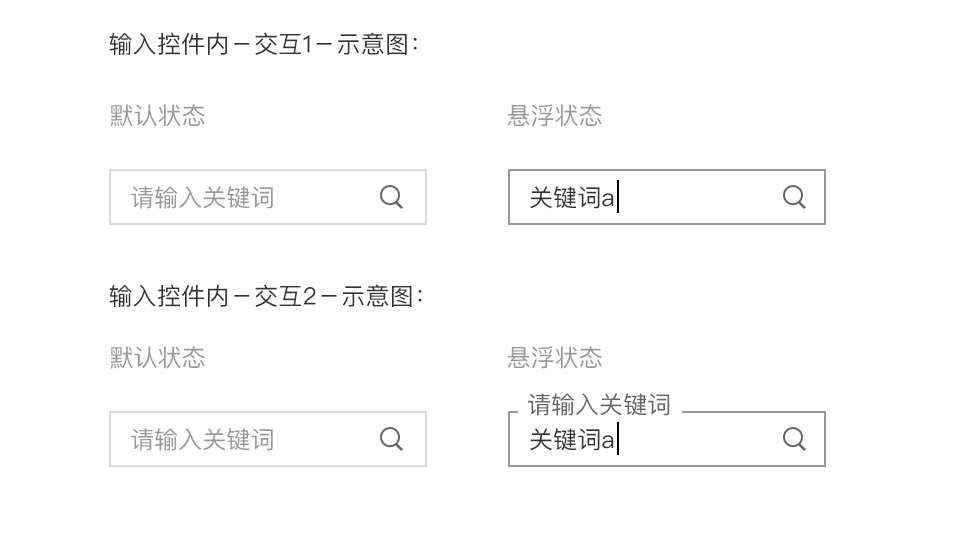 输入控件内－交互1－示意图：
默认状态
悬浮状态
请输入关键词
关键词a
输入控件内－交互2－示意图：
默认状态
悬浮状态
请输入关键词
请输入关键词
关键词a